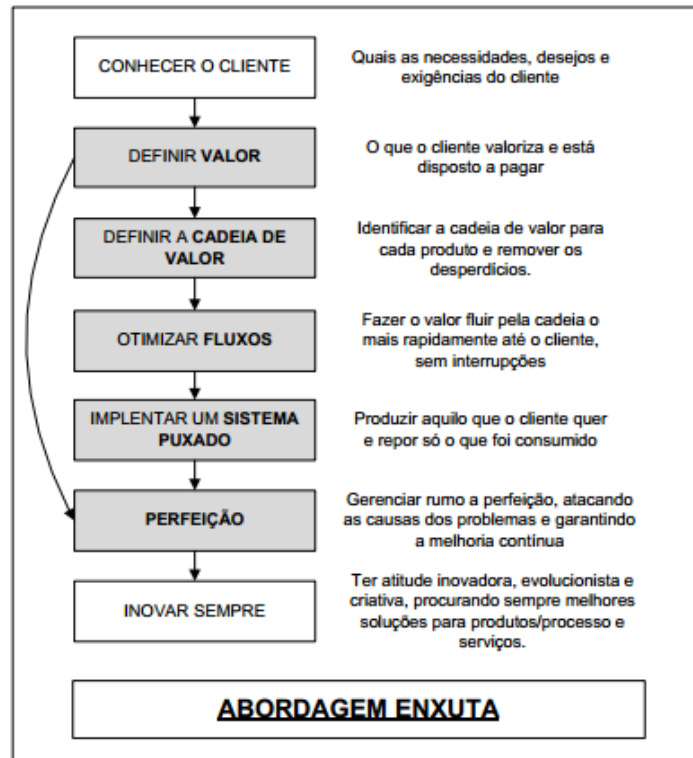 CONHECER O CLIENTE
Quais as necessidades, desejos e
exigências do cliente
DEFINIR VALOR
O que o cliente valoriza e está
disposto a pagar
DEFINIR A CADEIA DE
VALOR
Identificar a cadeia de valor para
cada produto e remover os
desperdícios.
OTIMIZAR FLUXOS
Fazer o valor fluir pela cadeia o
mais rapidamente até o cliente,
sem interrupções
IMPLENTAR UM SISTEMA
PUXADO
Produzir aquilo que o cliente quer
e repor só o que foi consumido
PERFEIÇÃO
Gerenciar rumo a perfeição, atacando
as causas dos problemas e garantindo
a melhoria contínua
INOVAR SEMPRE
Ter atitude inovadora, evolucionista e
criativa, procurando sempre melhores
soluções para produtos/processo e
serviços.
ABORDAGEM ENXUTA